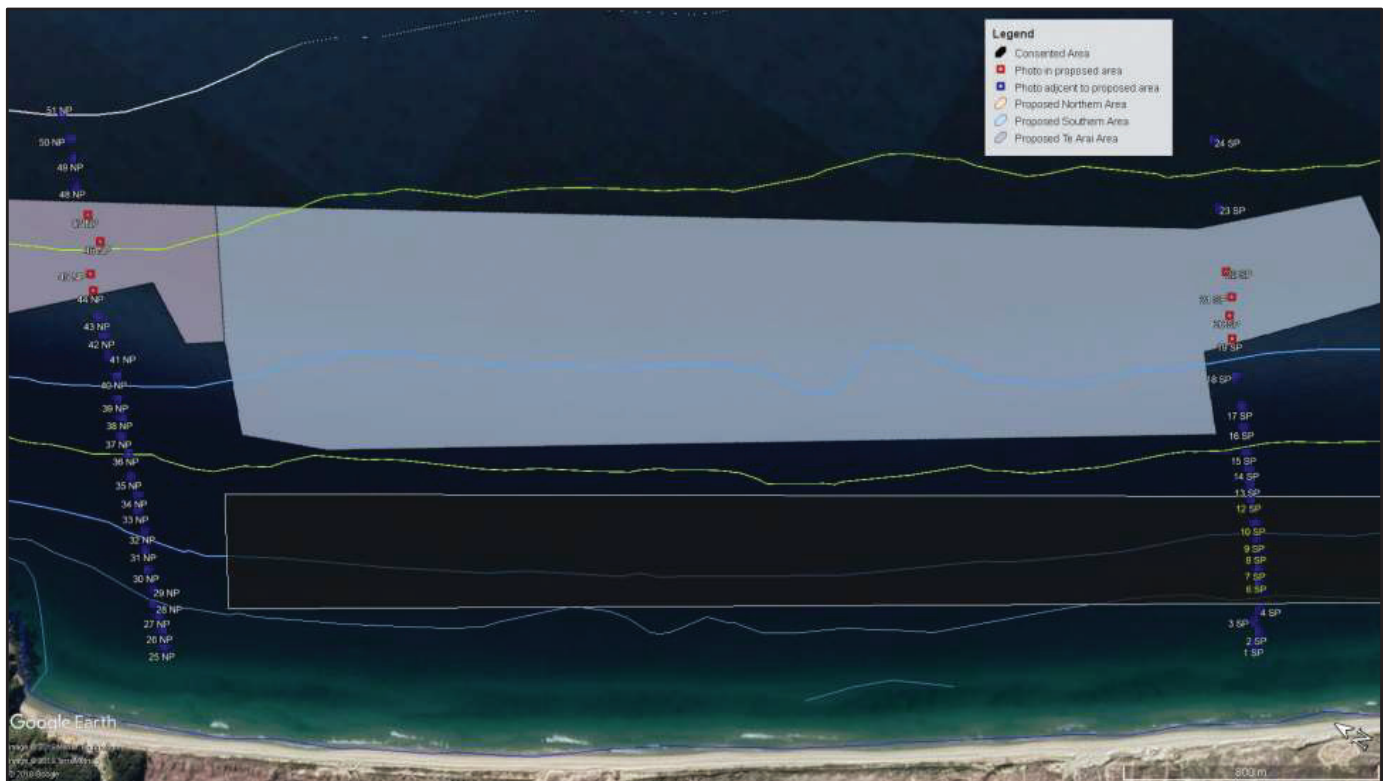 Legend
Consented Area
Photo in proposed area
Photo adjcent to proposed area
Proposed Northern Area
Proposed Southern Area
Proposed Te Arai Area
51 NP
50 NP
49 NP
48 NP
44 NP
43 NP
42 NP
41 NP
40 NP
39 NP
38 NP
37 NP
36 NP
35 NP
34 NP
33 NP
32 NP
31 NP
30 NP
29 NP
28 NP
27 NP
26 NP
25 NP
24 SP
23 SP
19 SP
18 SP
17 SP
16 SP
15 SP
14 SP
13 SP
12 SP
10 SP
9 SP
8 SP
7 SP
6 SP
4 SP
3 SP
2 SP
1 SP
Google Earth
© 2018 Google
800 m